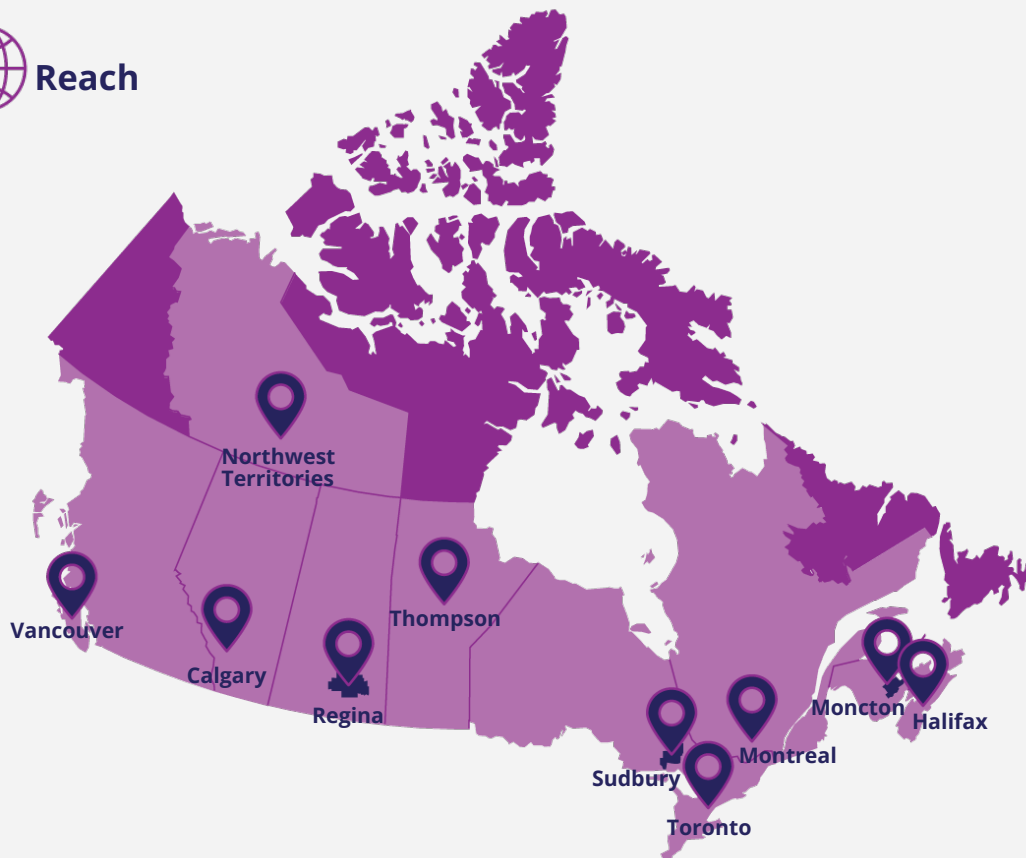 Reach
Northwest
Territories
Thompson
Vancouver
Calgary
Regina
Moncton
Halifax
Montreal
Sudbury
Toronto